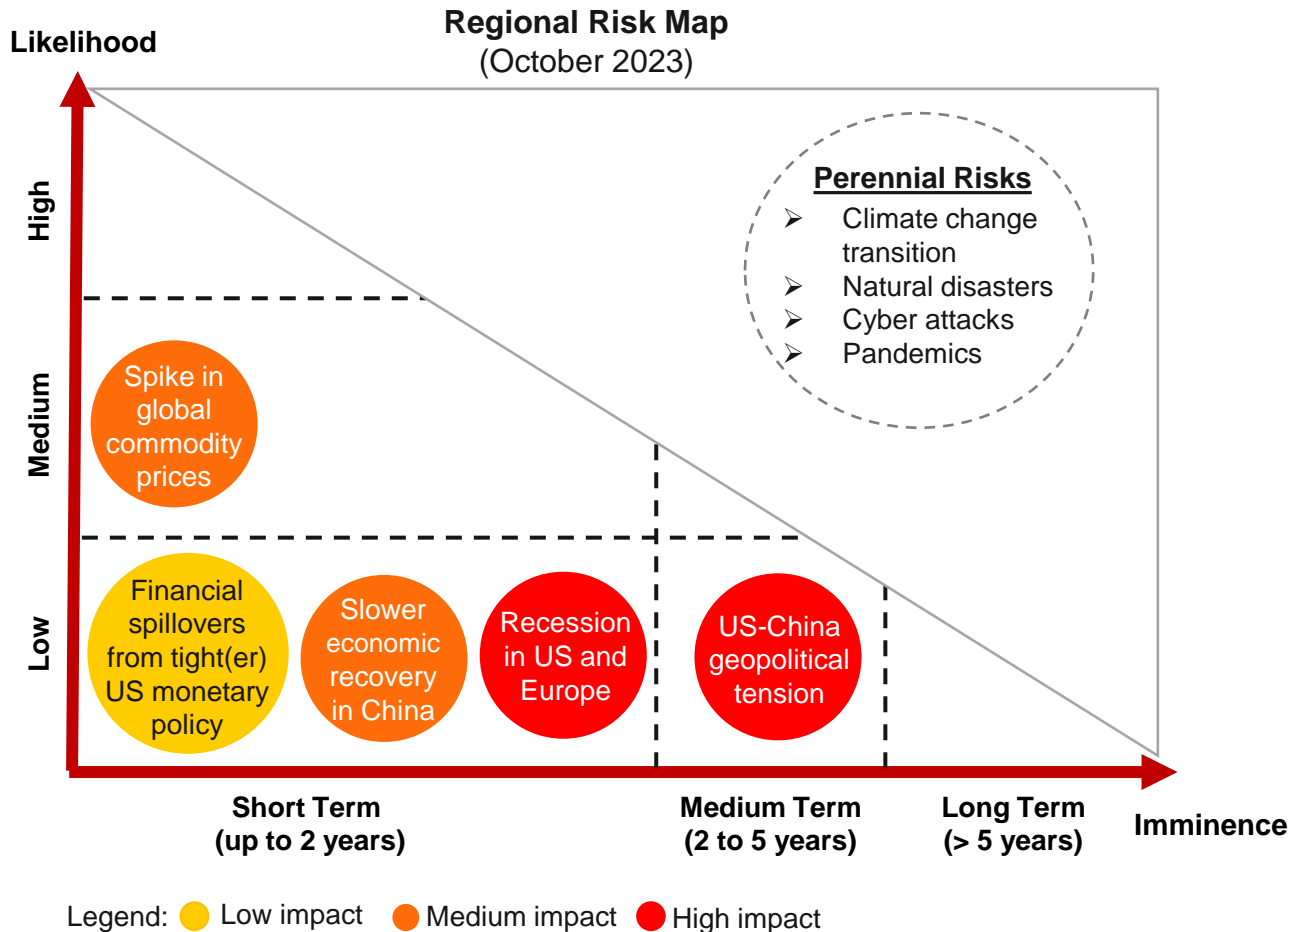 Regional Risk Map
(October 2023)
Likelihood
High
Medium
Low
Perennial Risks
➢ Climate change
transition
➢ Natural disasters
➢ Cyber attacks
➢ Pandemics
Spike in
global
commodity
prices
Financial
spillovers
from tight(er)
US monetary
policy
Slower
economic
recovery
in China
Recession
in US and
Europe
US-China
geopolitical
tension
Short Term
(up to 2 years)
Medium Term
(2 to 5 years)
Long Term
(> 5 years)
Imminence
Legend: Low impact Medium impact High impact